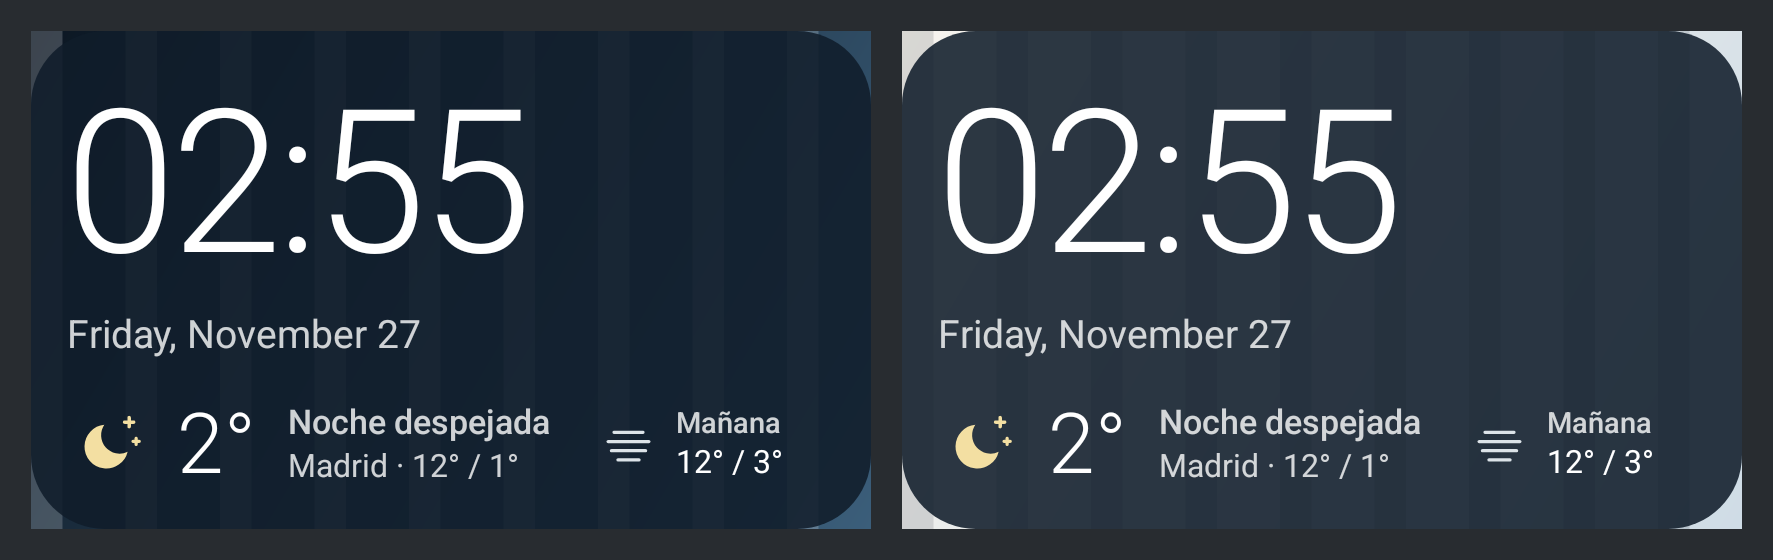 02:55
Friday, November 27
2°
Noche despejada
Madrid · 12° / 1°
Mañana
12° / 3°
02:55
Friday, November 27
2°
Noche despejada
Madrid · 12° / 1°
Mañana
12° / 3°